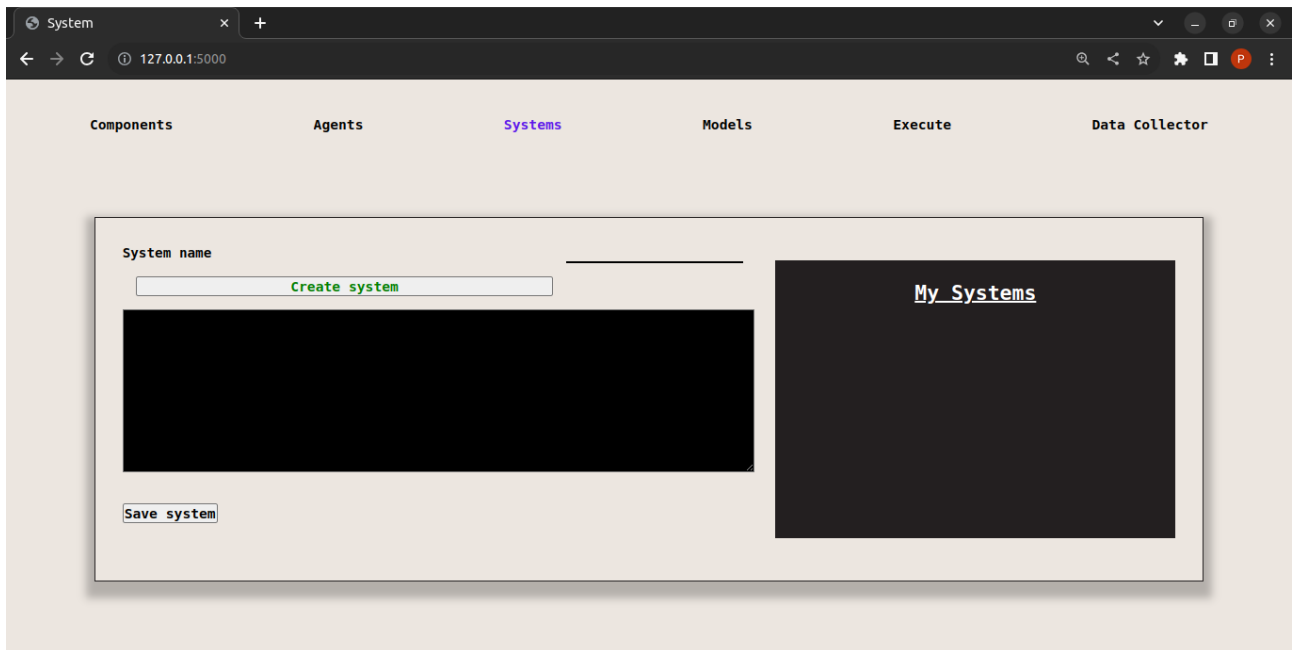 System
127.0.0.1:5000
P
Components Agents Systems Models Execute Data Collector
System name
Create system
My Systems
Save system